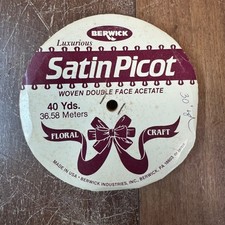 BERWICK
Luxurious
Satin Picot
WOVEN DOUBLE FACE ACETATE
40 Yds.
36.58 Meters
FLORAL CRAFT
MADE IN USA • BERWICK INDUSTRIES, INC., BERWICK, PA.